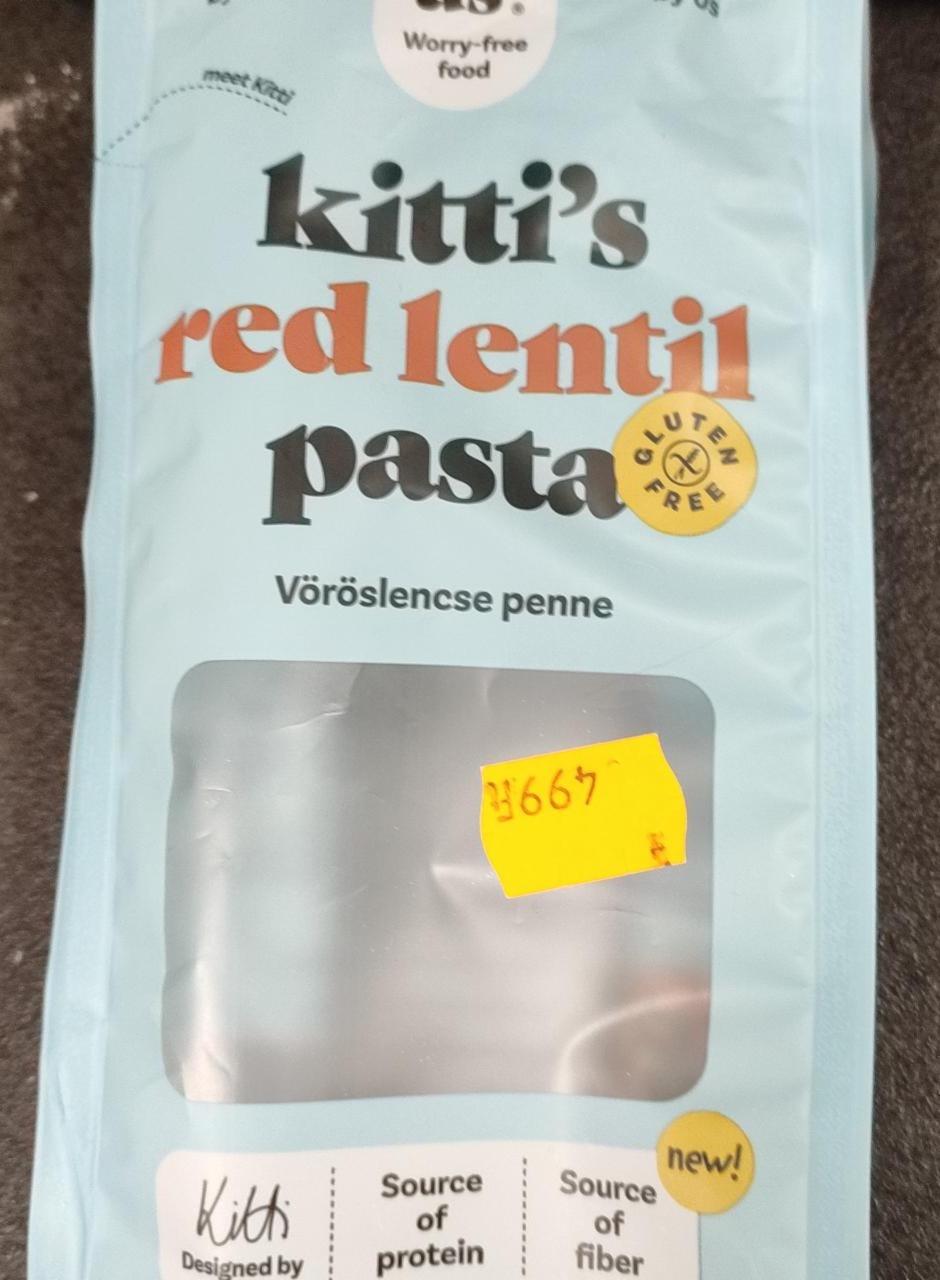 us.
Worry-free
food
meet Kitti
kitti's
red lentil
pasta
GLUTEN
FREE
Vöröslencse penne
499Ft
new!
Kitti
Designed by
Source
of
protein
Source
of
fiber